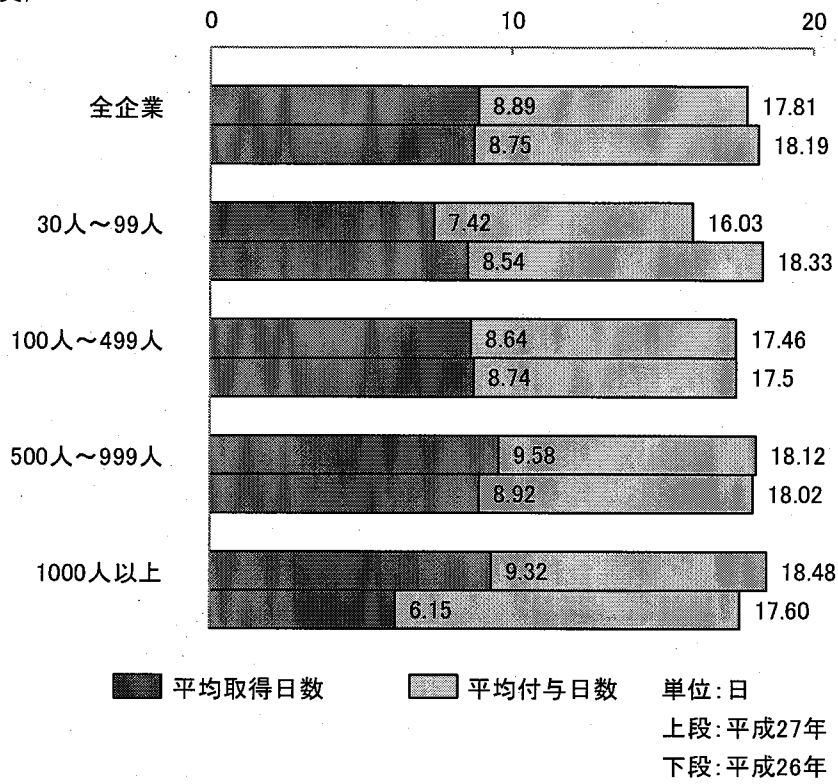 0 10 20
全企業 8.89 17.81
8.75 18.19
30人～99人 7.42 16.03
8.54 18.33
100人～499人 8.64 17.46
8.74 17.5
500人～999人 9.58 18.12
8.92 18.02
1000人以上 9.32 18.48
6.15 17.60
平均取得日数 平均付与日数 単位:日
上段:平成27年
下段:平成26年